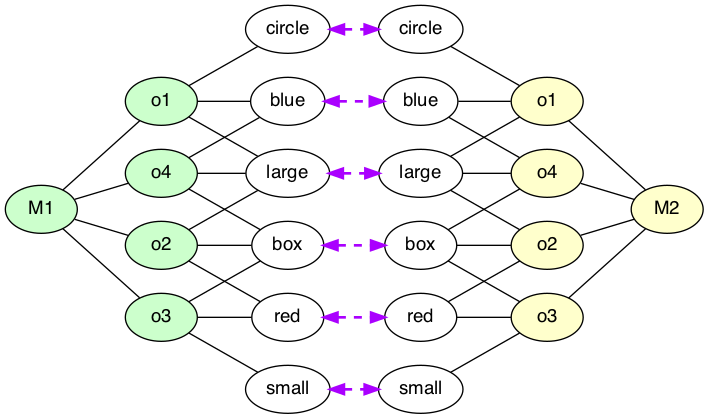 circle circle
o1 blue blue o1
o4 large large o4
M1 M2
o2 box box o2
o3 red red o3
small small